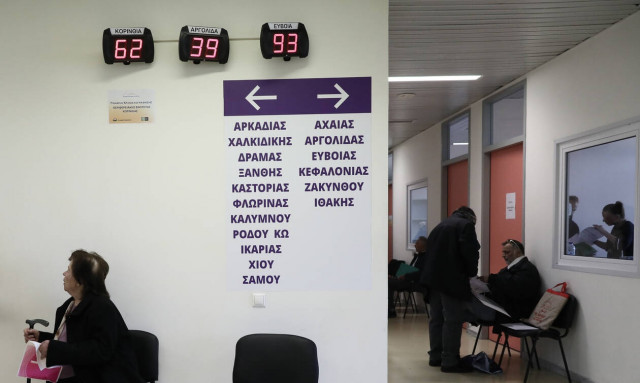 ΚΟΡΙΝΘΙΑ
ΑΡΓΟΛΙΔΑ
ΕΥΒΟΙΑ
62
39
93
ΑΡΚΑΔΙΑΣ
ΧΑΛΚΙΔΙΚΗΣ
ΔΡΑΜΑΣ
ΞΑΝΘΗΣ
ΚΑΣΤΟΡΙΑΣ
ΦΛΩΡΙΝΑΣ
ΚΑΛΥΜΝΟΥ
ΡΟΔΟΥ ΚΩ
ΙΚΑΡΙΑΣ
ΧΙΟΥ
ΣΑΜΟΥ
ΑΧΑΙΑΣ
ΑΡΓΟΛΙΔΑΣ
ΕΥΒΟΙΑΣ
ΚΕΦΑΛΟΝΙΑΣ
ΖΑΚΥΝΘΟΥ
ΙΘΑΚΗΣ